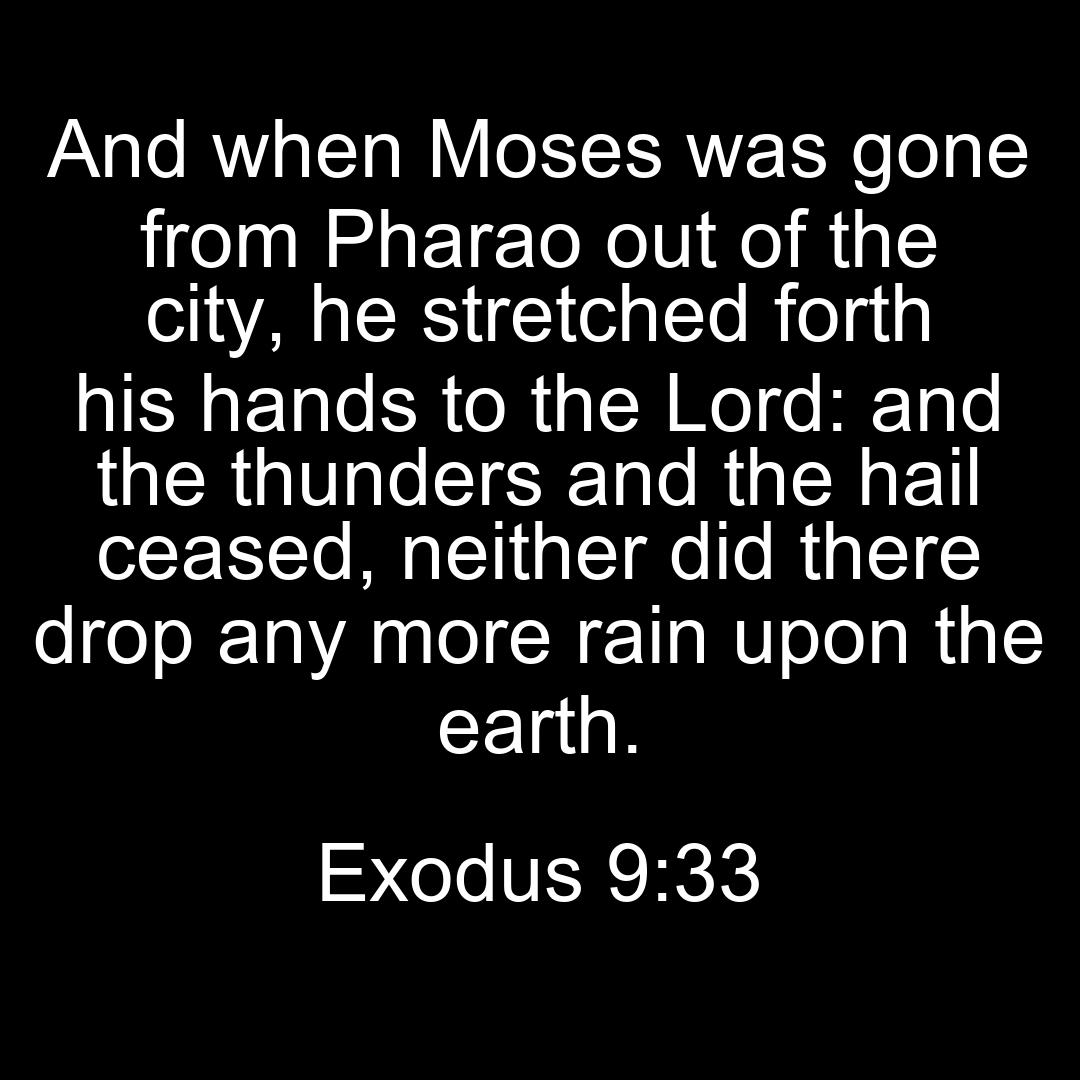 And when Moses was gone
from Pharao out of the
city, he stretched forth
his hands to the Lord: and
the thunders and the hail
ceased, neither did there
drop any more rain upon the
earth.
Exodus 9:33